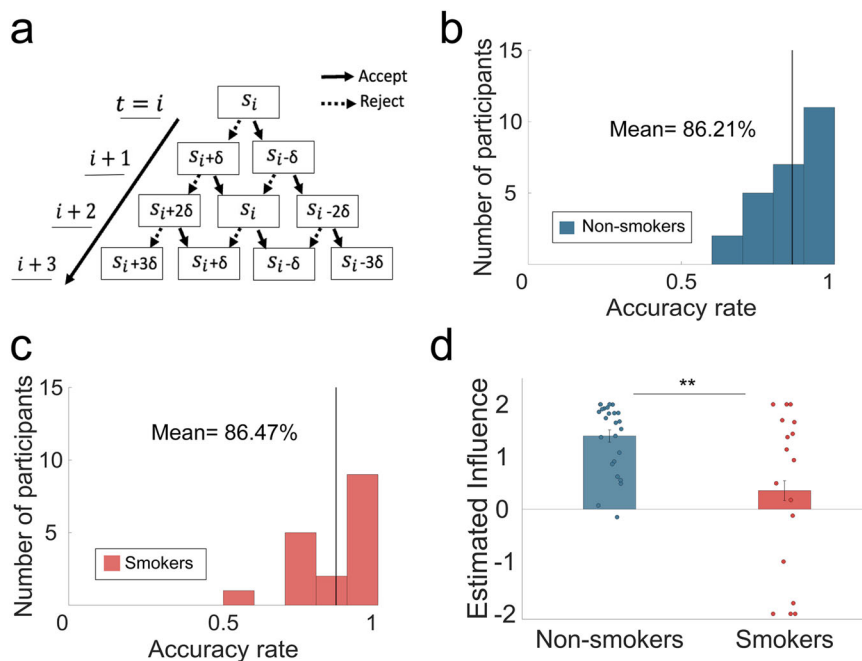 a
t = i
i + 1
i + 2
i + 3
Accept
Reject
s_i
s_i+δ
s_i-δ
s_i+2δ
s_i
s_i-2δ
s_i+3δ
s_i+δ
s_i-δ
s_i-3δ
b
Number of participants
15
10
5
0
0.5
1
Mean= 86.21%
Non-smokers
Accuracy rate
c
Number of participants
15
10
5
0
0.5
1
Mean= 86.47%
Smokers
Accuracy rate
d
Estimated Influence
2
1
0
-1
-2
**
Non-smokers
Smokers